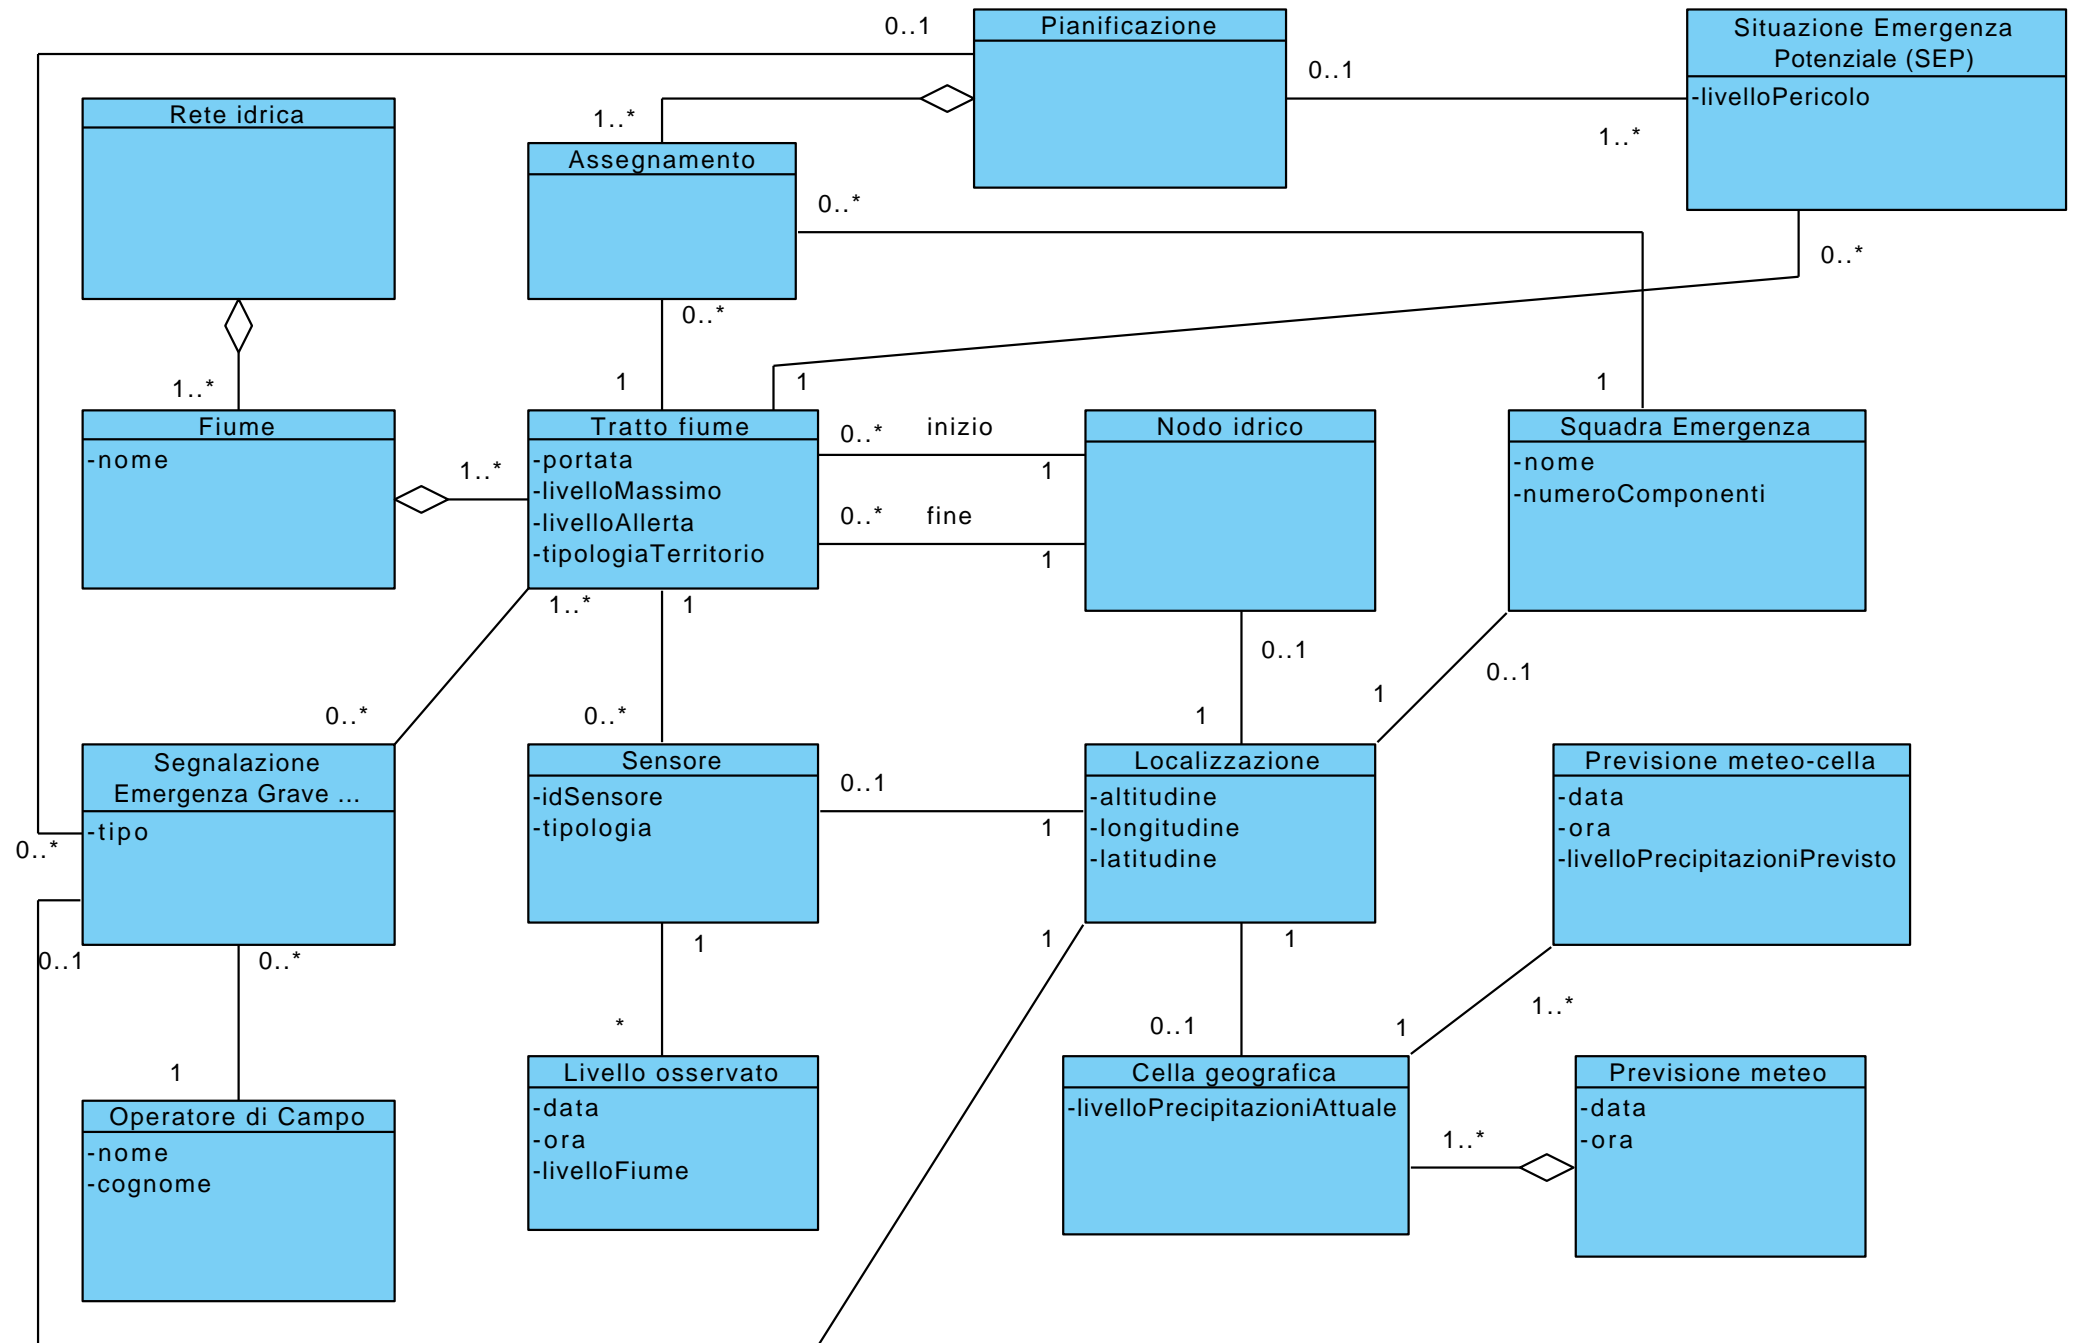 0..1
Pianificazione
Situazione Emergenza
Potenziale (SEP)
-livelloPericolo
0..1
1..*
Rete idrica
1..*
Assegnamento
0..*
0..*
0..*
1..*
1
1
1
Fiume
-nome
1..*
Tratto fiume
-portata
-livelloMassimo
-livelloAllerta
-tipologiaTerritorio
0..*
inizio
1
0..*
fine
1
Nodo idrico
Squadra Emergenza
-nome
-numeroComponenti
1..*
1
0..1
0..1
1
0..*
0..*
1
Segnalazione
Emergenza Grave ...
-tipo
0..*
Sensore
-idSensore
-tipologia
0..1
1
Localizzazione
-altitudine
-longitudine
-latitudine
Previsione meteo-cella
-data
-ora
-livelloPrecipitazioniPrevisto
0..1
0..*
1
1
1
1..*
*
0..1
1
1
Operatore di Campo
-nome
-cognome
Livello osservato
-data
-ora
-livelloFiume
Cella geografica
-livelloPrecipitazioniAttuale
1..*
Previsione meteo
-data
-ora